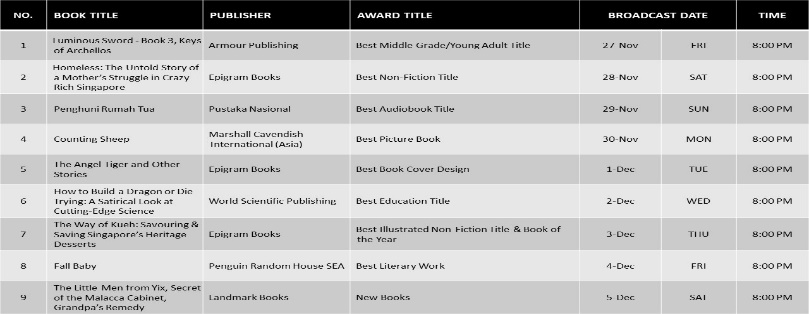 NO. BOOK TITLE PUBLISHER AWARD TITLE BROADCAST DATE TIME
1 Luminous Sword - Book 3, Keys of Archellos Armour Publishing Best Middle Grade/Young Adult Title 27-Nov FRI 8:00 PM
2 Homeless: The Untold Story of a Mother's Struggle in Crazy Rich Singapore Epigram Books Best Non-Fiction Title 28-Nov SAT 8:00 PM
3 Penghuni Rumah Tua Pustaka Nasional Best Audiobook Title 29-Nov SUN 8:00 PM
4 Counting Sheep Marshall Cavendish International (Asia) Best Picture Book 30-Nov MON 8:00 PM
5 The Angel Tiger and Other Stories Epigram Books Best Book Cover Design 1-Dec TUE 8:00 PM
6 How to Build a Dragon or Die Trying: A Satirical Look at Cutting-Edge Science World Scientific Publishing Best Education Title 2-Dec WED 8:00 PM
7 The Way of Kueh: Savouring & Saving Singapore's Heritage Desserts Epigram Books Best Illustrated Non-Fiction Title & Book of the Year 3-Dec THU 8:00 PM
8 Fall Baby Penguin Random House SEA Best Literary Work 4-Dec FRI 8:00 PM
9 The Little Men from Yix, Secret of the Malacca Cabinet, Grandpa's Remedy Landmark Books New Books 5-Dec SAT 8:00 PM